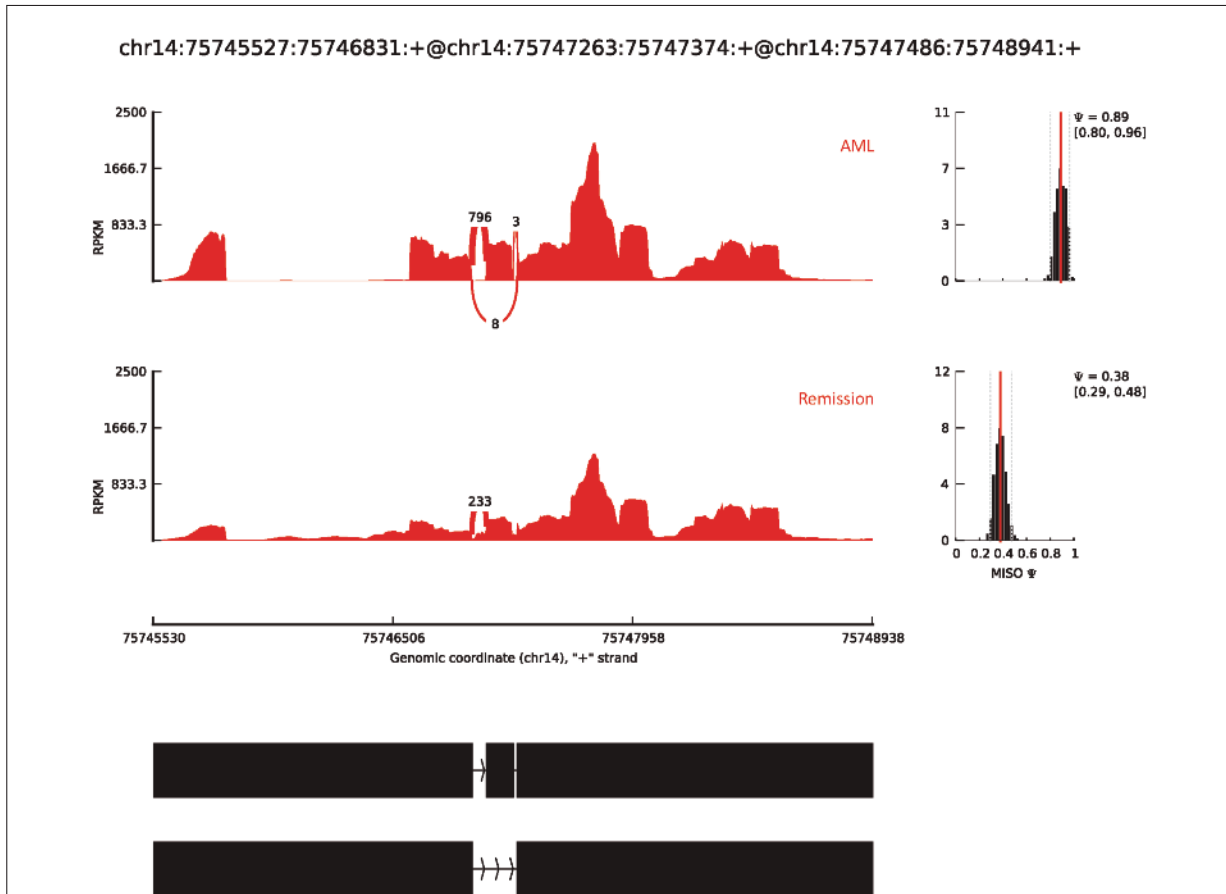 chr14:75745527:75746831:+@chr14:75747263:75747374:+@chr14:75747486:75748941:+
2500
1666.7
833.3
RPKM
AML
796
3
8
11
7
3
0
Ψ = 0.89
[0.80, 0.96]
2500
1666.7
833.3
RPKM
Remission
233
12
8
4
0
0 0.2 0.4 0.6 0.8 1
MISO Ψ
Ψ = 0.38
[0.29, 0.48]
75745530 75746506 75747958 75748938
Genomic coordinate (chr14), "+" strand